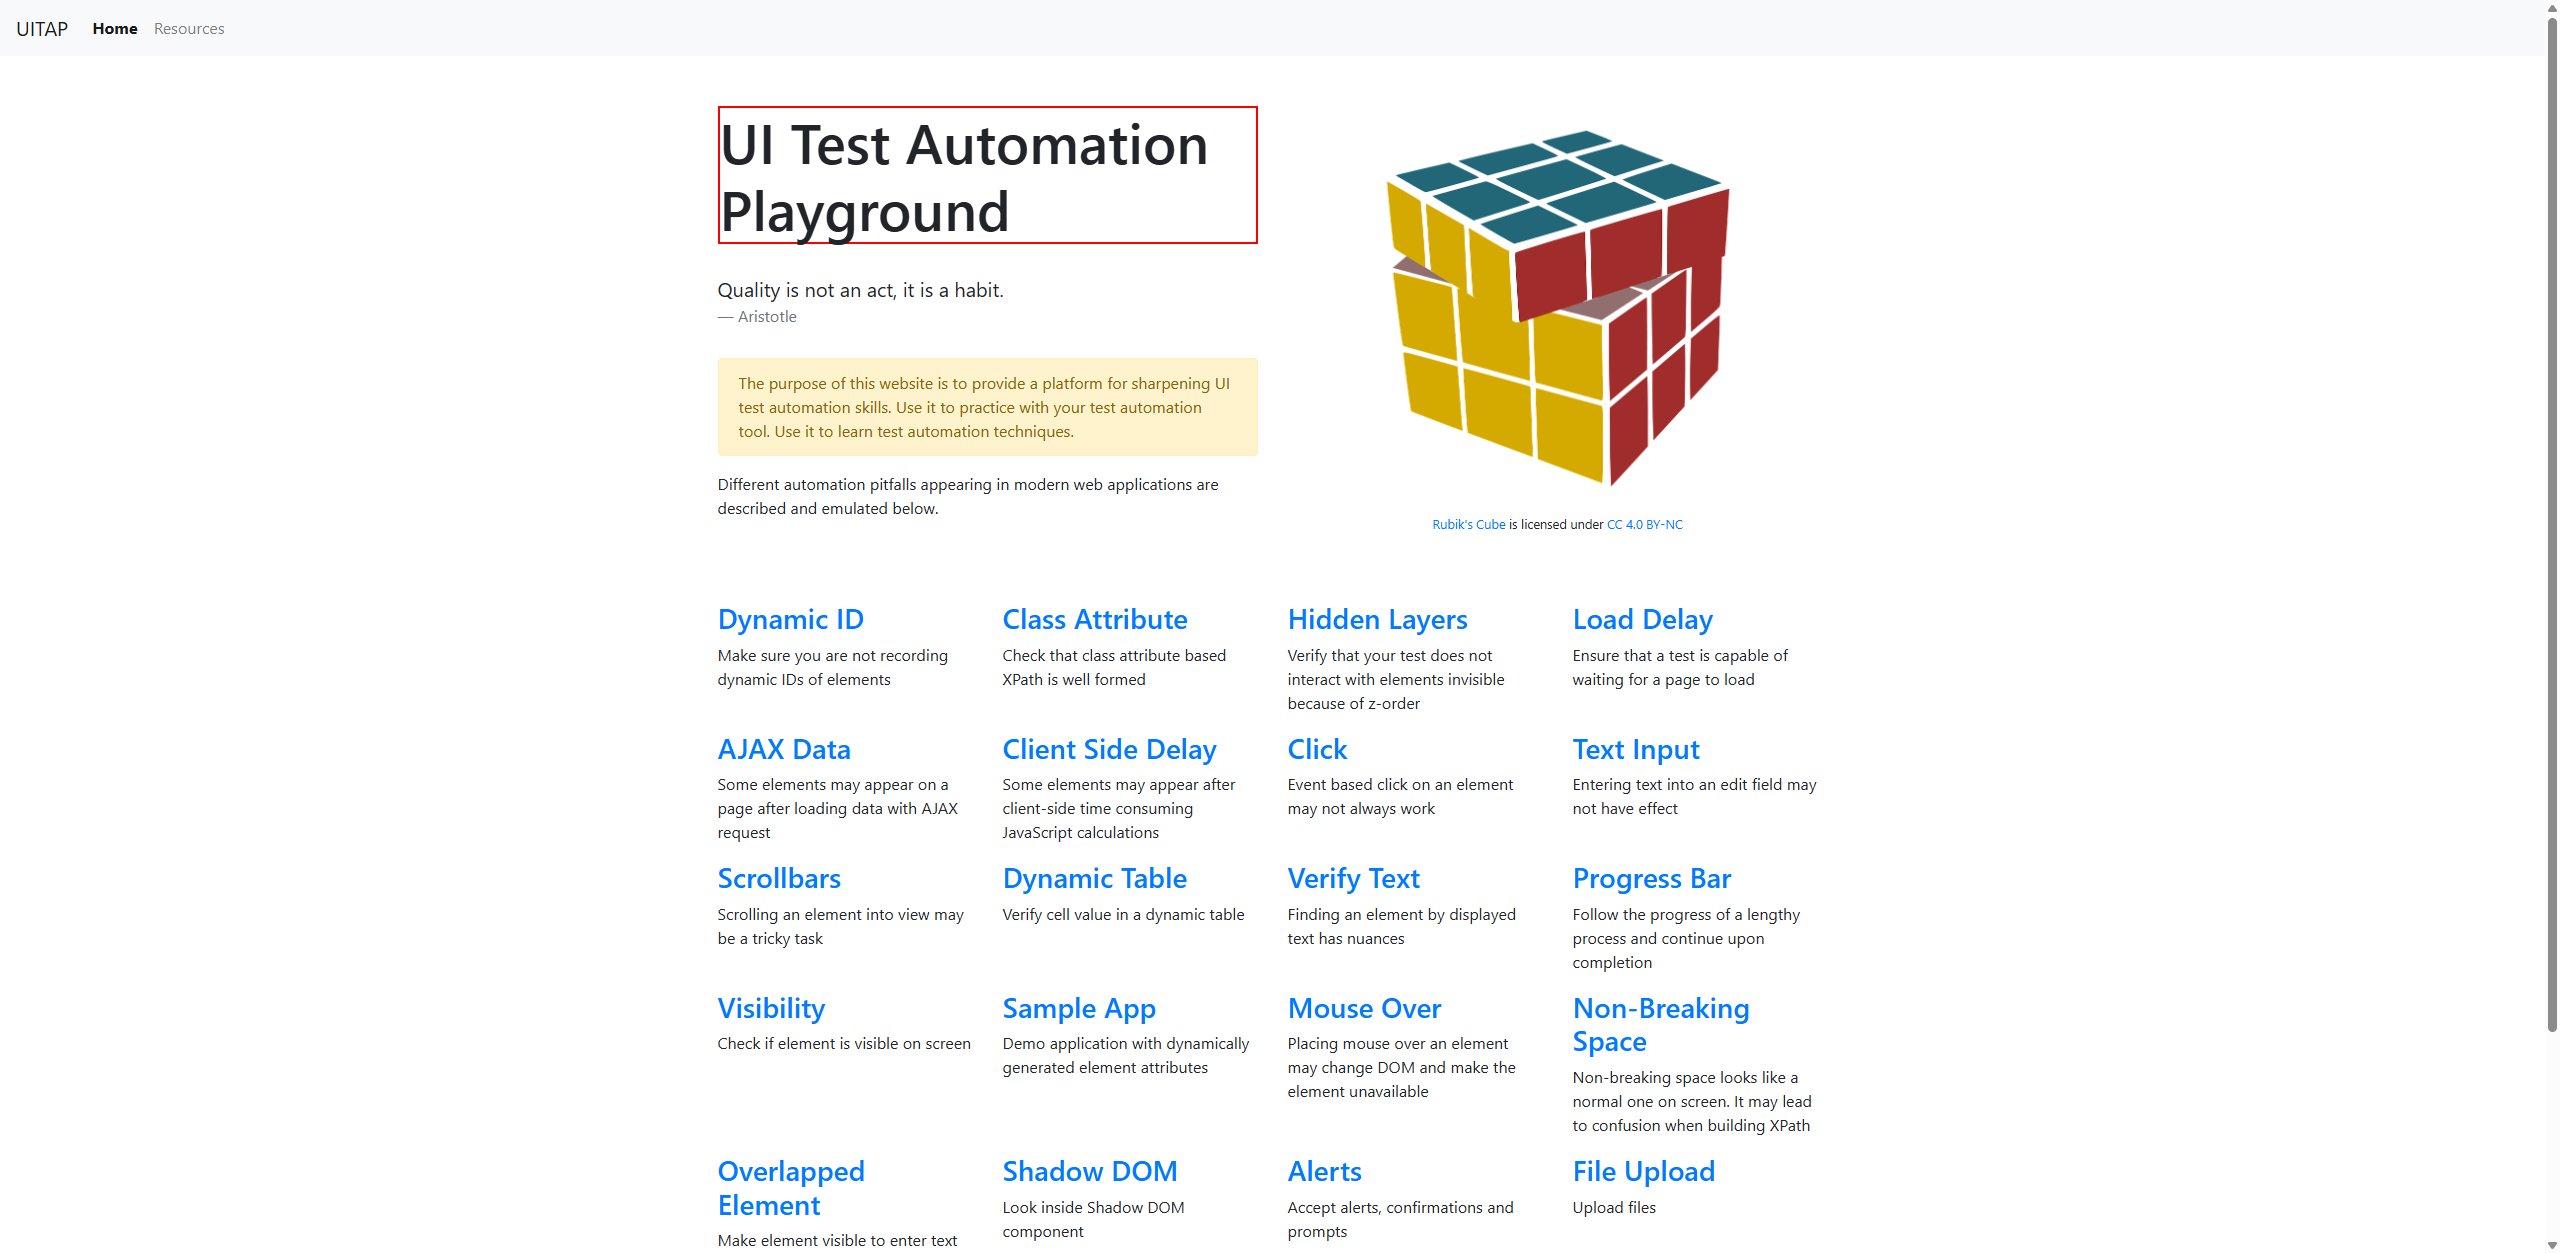 UITAP Home Resources
UI Test Automation
Playground
Quality is not an act, it is a habit.
— Aristotle
The purpose of this website is to provide a platform for sharpening UI
test automation skills. Use it to practice with your test automation
tool. Use it to learn test automation techniques.
Different automation pitfalls appearing in modern web applications are
described and emulated below.
Rubik's Cube is licensed under CC 4.0 BY-NC
Dynamic ID
Make sure you are not recording
dynamic IDs of elements
Class Attribute
Check that class attribute based
XPath is well formed
Hidden Layers
Verify that your test does not
interact with elements invisible
because of z-order
Load Delay
Ensure that a test is capable of
waiting for a page to load
AJAX Data
Some elements may appear on a
page after loading data with AJAX
request
Client Side Delay
Some elements may appear after
client-side time consuming
JavaScript calculations
Click
Event based click on an element
may not always work
Text Input
Entering text into an edit field may
not have effect
Scrollbars
Scrolling an element into view may
be a tricky task
Dynamic Table
Verify cell value in a dynamic table
Verify Text
Finding an element by displayed
text has nuances
Progress Bar
Follow the progress of a lengthy
process and continue upon
completion
Visibility
Check if element is visible on screen
Sample App
Demo application with dynamically
generated element attributes
Mouse Over
Placing mouse over an element
may change DOM and make the
element unavailable
Non-Breaking
Space
Non-breaking space looks like a
normal one on screen. It may lead
to confusion when building XPath
Overlapped
Element
Make element visible to enter text
Shadow DOM
Look inside Shadow DOM
component
Alerts
Accept alerts, confirmations and
prompts
File Upload
Upload files